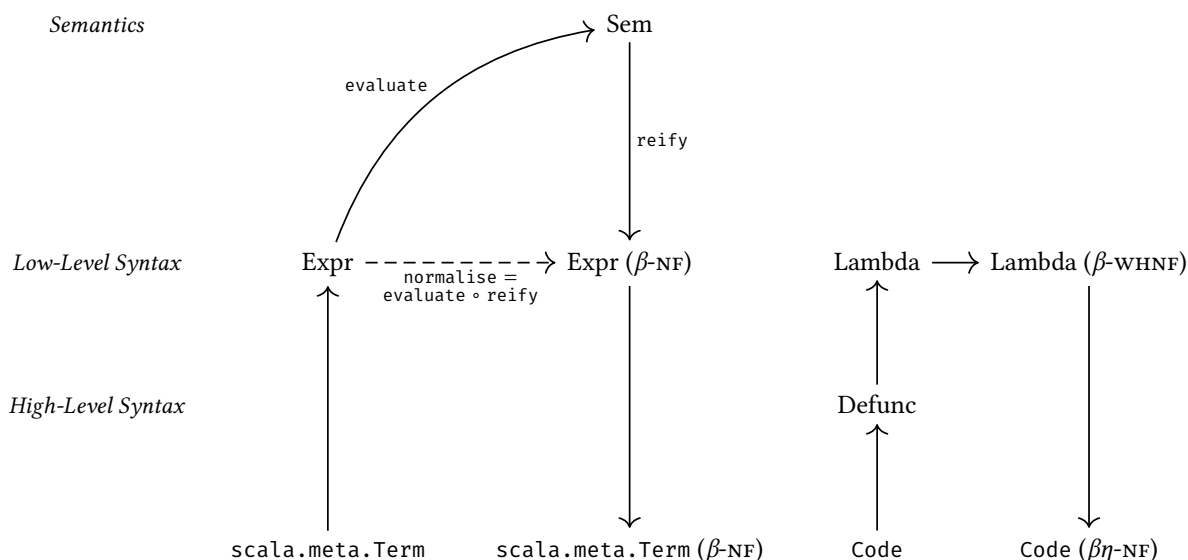 Semantics
Sem
evaluate
reify
Low-Level Syntax
Expr
Expr (β-NF)
Lambda
Lambda (β-WHNF)
normalise =
evaluate ∘ reify
High-Level Syntax
Defunc
scala.meta.Term
scala.meta.Term (β-NF)
Code
Code (βη-NF)